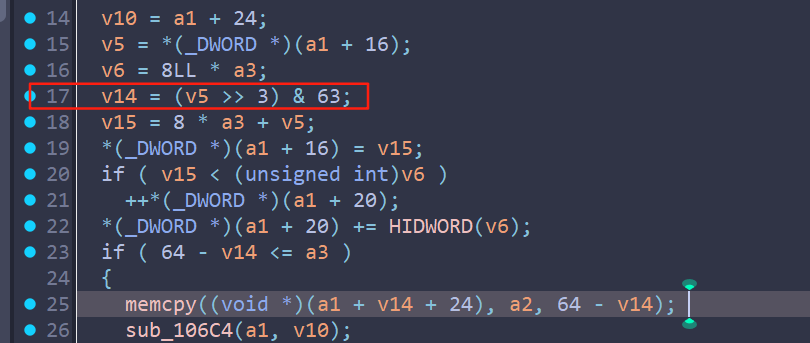 14 v10 = a1 + 24;
15 v5 = *(_DWORD *)(a1 + 16);
16 v6 = 8LL * a3;
17 v14 = (v5 >> 3) & 63;
18 v15 = 8 * a3 + v5;
19 *(_DWORD *)(a1 + 16) = v15;
20 if ( v15 < (unsigned int)v6 )
21 ++*(_DWORD *)(a1 + 20);
22 *(_DWORD *)(a1 + 20) += HIDWORD(v6);
23 if ( 64 - v14 <= a3 )
24 {
25 memcpy((void *)(a1 + v14 + 24), a2, 64 - v14);
26 sub_106C4(a1, v10);